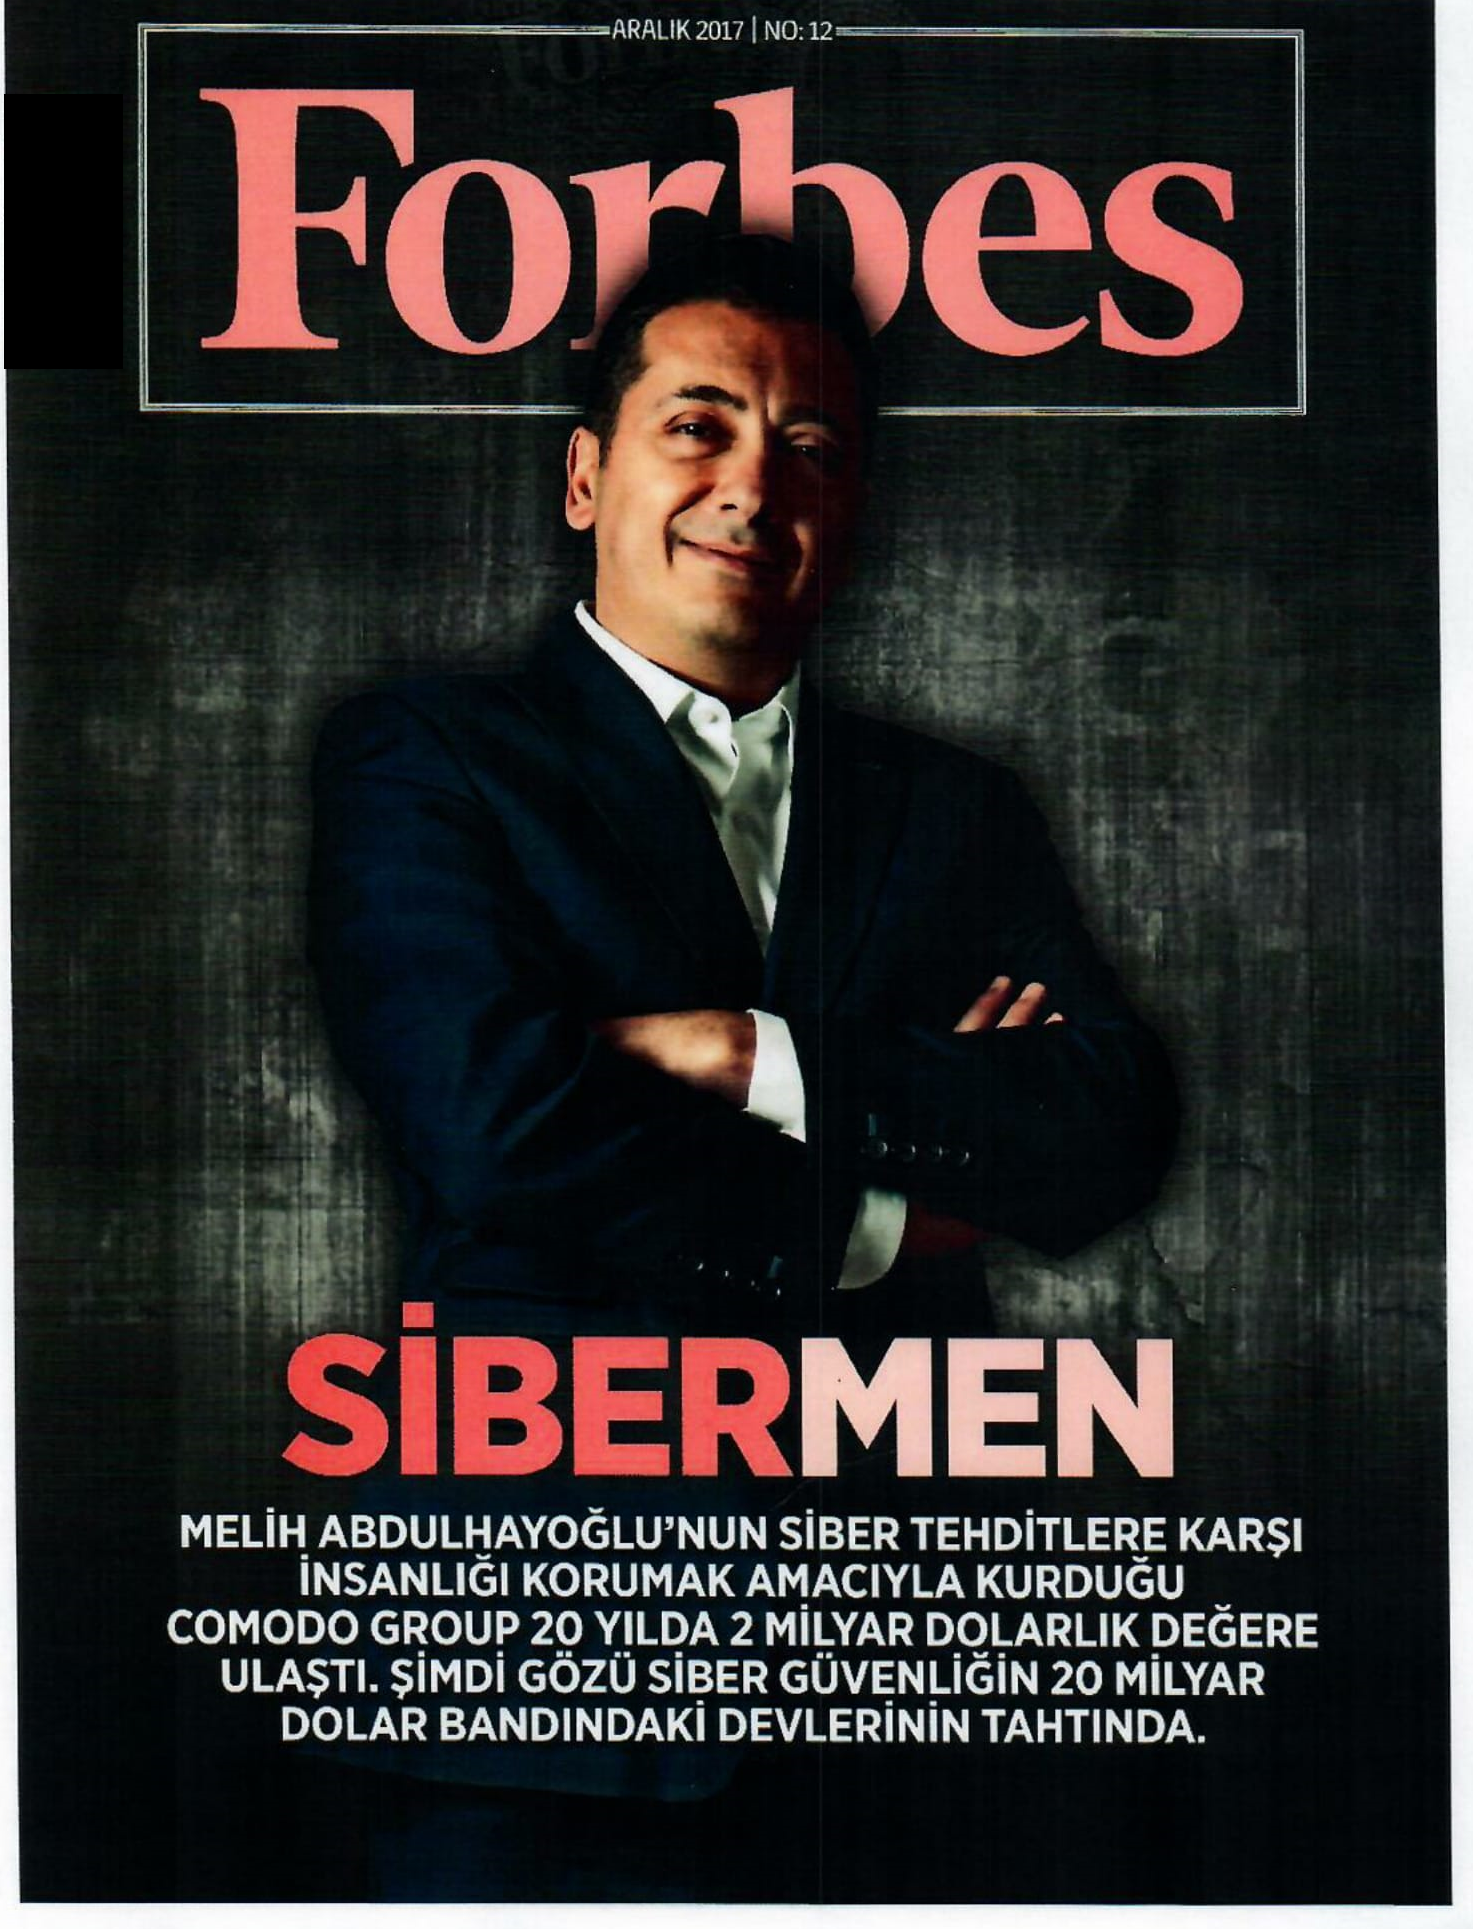 ARALIK 2017 | NO: 12
Forbes
SİBERMEN
MELİH ABDULHAYOĞLU'NUN SİBER TEHDİTLERE KARŞI
İNSANLIĞI KORUMAK AMACIYLA KURDUĞU
COMODO GROUP 20 YILDA 2 MİLYAR DOLARLIK DEĞERE
ULAŞTI. ŞİMDİ GÖZÜ SİBER GÜVENLİĞİN 20 MİLYAR
DOLAR BANDINDAKİ DEVLERİNİN TAHTINDA.